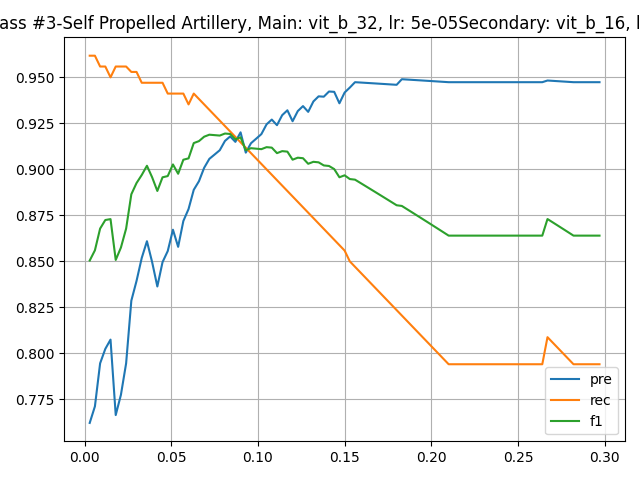 ass #3-Self Propelled Artillery, Main: vit_b_32, lr: 5e-05Secondary: vit_b_16, l
0.950
0.925
0.900
0.875
0.850
0.825
0.800
0.775
pre
rec
f1
0.00 0.05 0.10 0.15 0.20 0.25 0.30